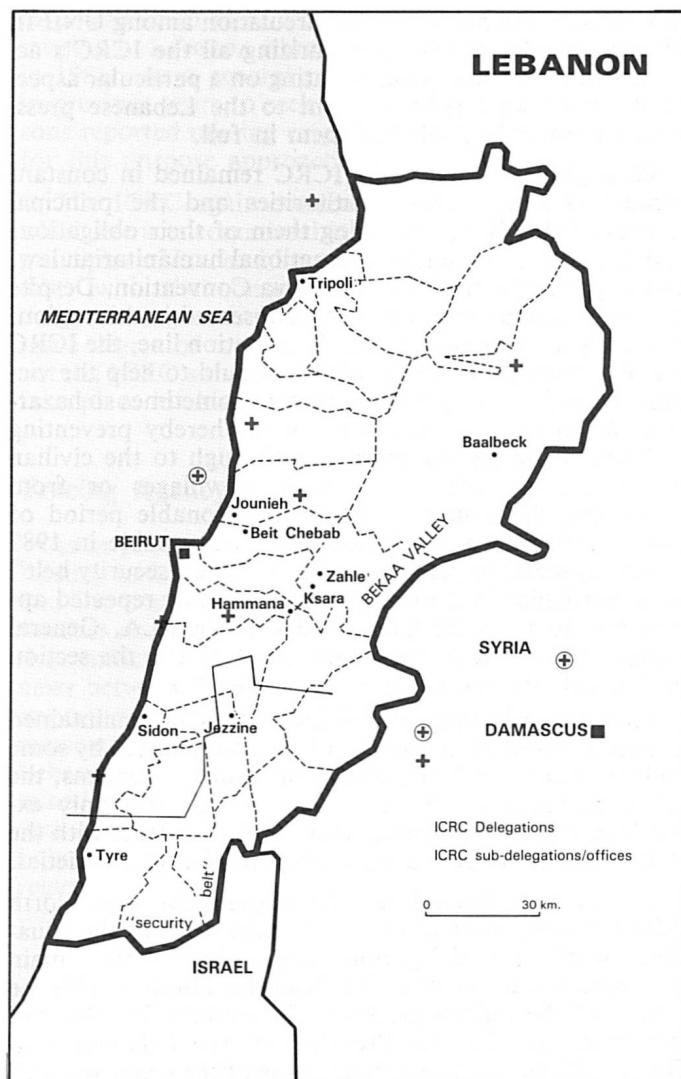 LEBANON
Tripoli
MEDITERRANEAN SEA
Baalbeck
Jounieh
BEIRUT
Beit Chebab
BEKAA VALLEY
Zahle
Ksara
Hammana
SYRIA
Sidon
Jezzine
DAMASCUS
ICRC Delegations
ICRC sub-delegations/offices
Tyre
0 30 km.
"security belt"
ISRAEL